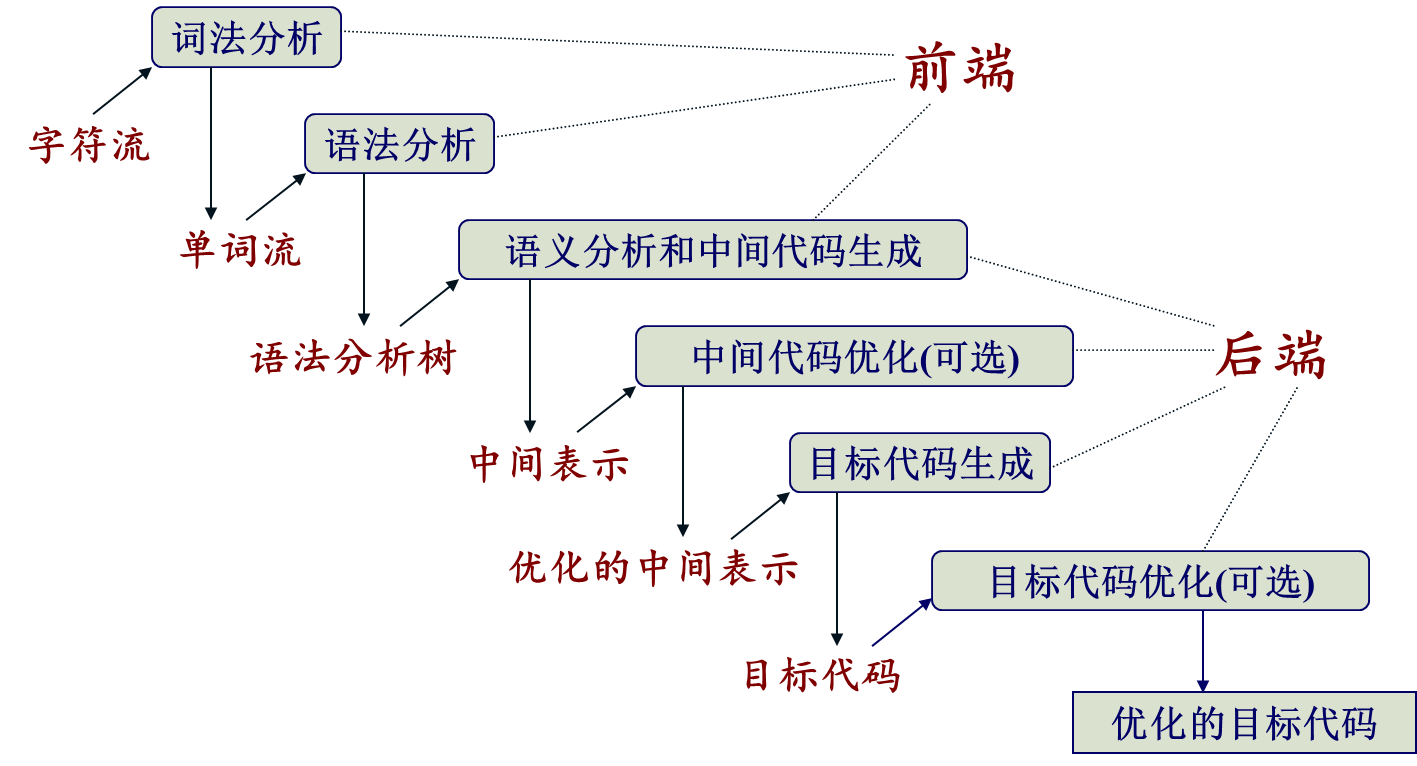 词法分析
前端
字符流
语法分析
单词流
语义分析和中间代码生成
语法分析树
中间代码优化(可选)
后端
中间表示
目标代码生成
优化的中间表示
目标代码优化(可选)
目标代码
优化的目标代码